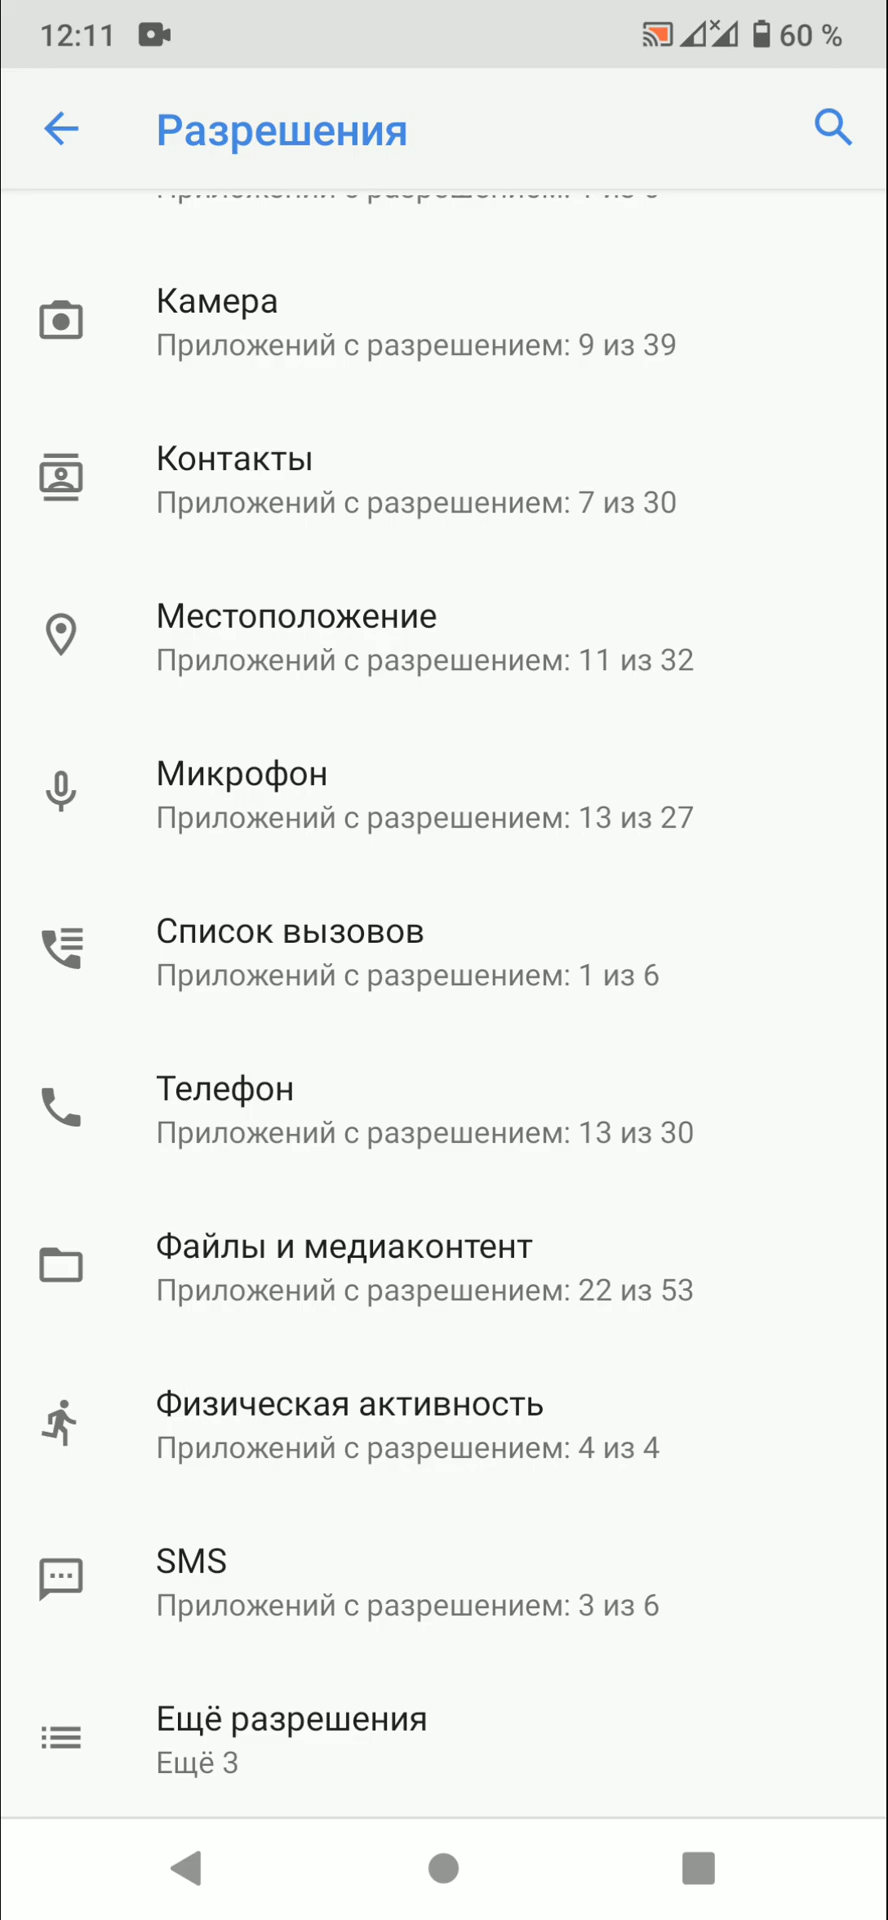 12:11
60 %
Разрешения
Камера
Приложений с разрешением: 9 из 39
Контакты
Приложений с разрешением: 7 из 30
Местоположение
Приложений с разрешением: 11 из 32
Микрофон
Приложений с разрешением: 13 из 27
Список вызовов
Приложений с разрешением: 1 из 6
Телефон
Приложений с разрешением: 13 из 30
Файлы и медиаконтент
Приложений с разрешением: 22 из 53
Физическая активность
Приложений с разрешением: 4 из 4
SMS
Приложений с разрешением: 3 из 6
Ещё разрешения
Ещё 3